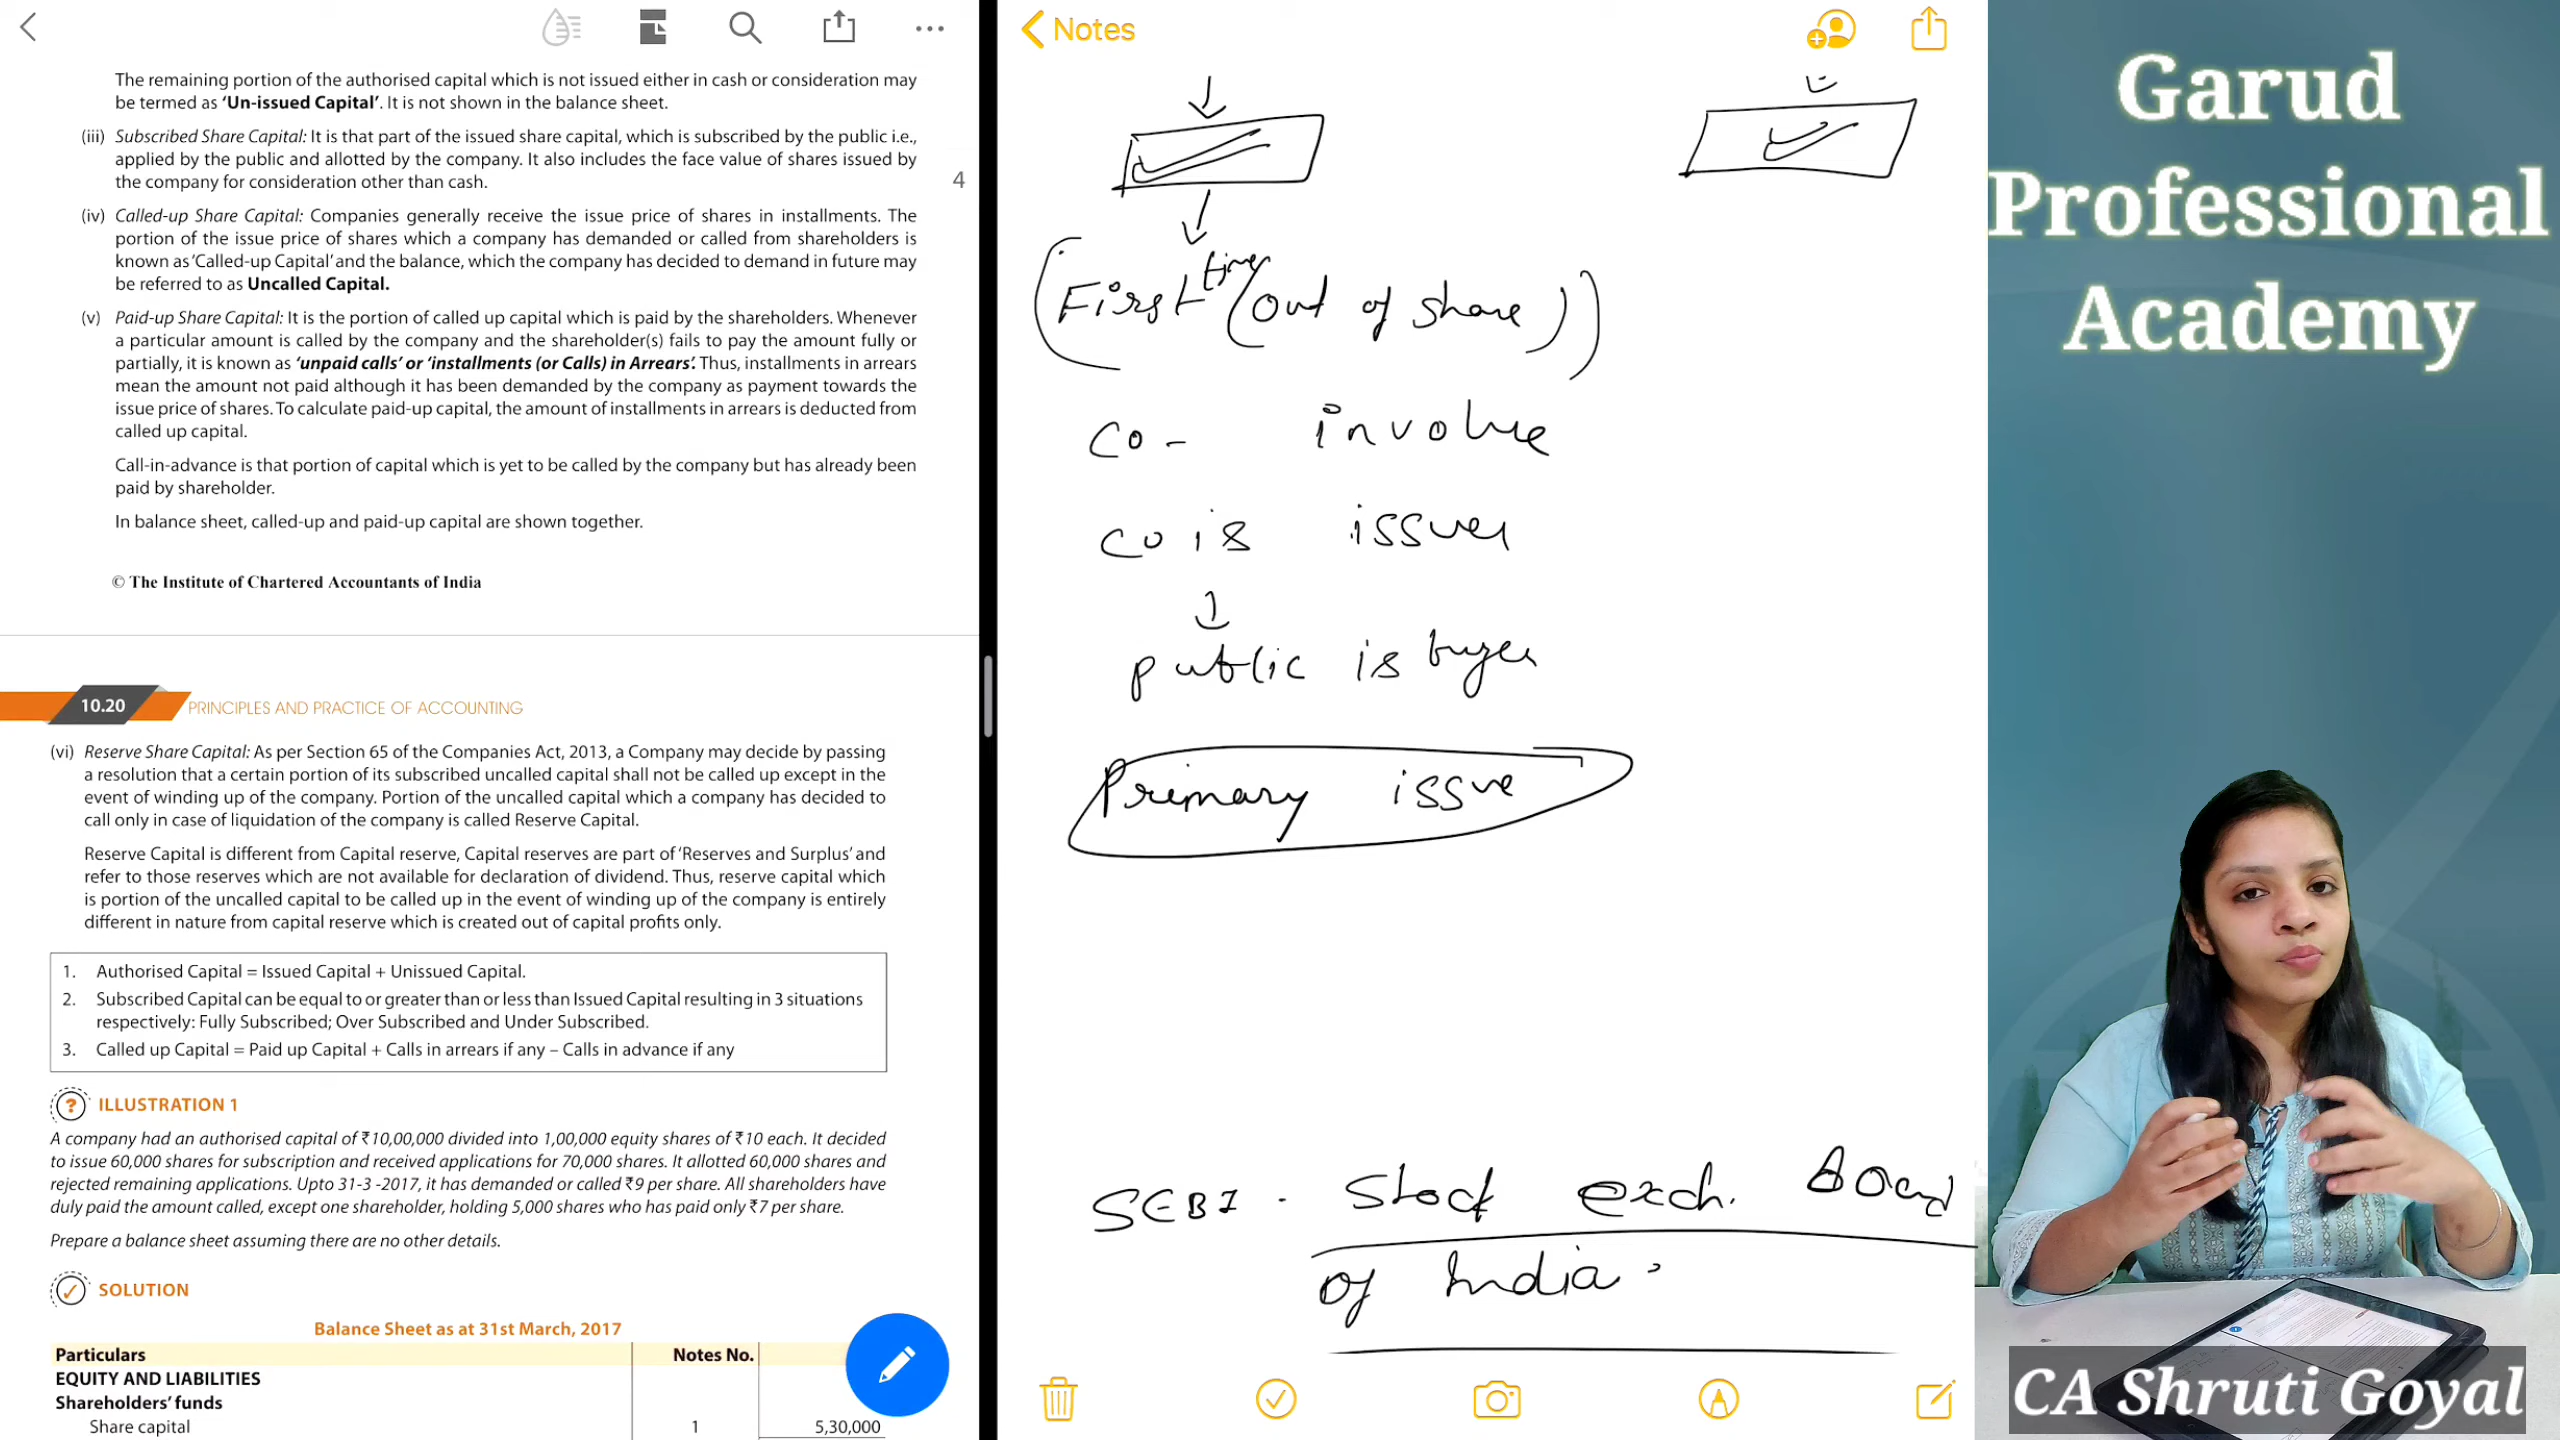 The remaining portion of the authorised capital which is not issued either in cash or consideration may
be termed as ‘Un-issued Capital’. It is not shown in the balance sheet.
(iii) Subscribed Share Capital: It is that part of the issued share capital, which is subscribed by the public i.e.,
applied by the public and allotted by the company. It also includes the face value of shares issued by
the company for consideration other than cash.
4
(iv) Called-up Share Capital: Companies generally receive the issue price of shares in installments. The
portion of the issue price of shares which a company has demanded or called from shareholders is
known as ‘Called-up Capital’ and the balance, which the company has decided to demand in future may
be referred to as Uncalled Capital.
(v) Paid-up Share Capital: It is the portion of called up capital which is paid by the shareholders. Whenever
a particular amount is called by the company and the shareholder(s) fails to pay the amount fully or
partially, it is known as ‘unpaid calls’ or ‘installments (or Calls) in Arrears’. Thus, installments in arrears
mean the amount not paid although it has been demanded by the company as payment towards the
issue price of shares. To calculate paid-up capital, the amount of installments in arrears is deducted from
called up capital.
Call-in-advance is that portion of capital which is yet to be called by the company but has already been
paid by shareholder.
In balance sheet, called-up and paid-up capital are shown together.
© The Institute of Chartered Accountants of India
10.20 PRINCIPLES AND PRACTICE OF ACCOUNTING
(vi) Reserve Share Capital: As per Section 65 of the Companies Act, 2013, a Company may decide by passing
a resolution that a certain portion of its subscribed uncalled capital shall not be called up except in the
event of winding up of the company. Portion of the uncalled capital which a company has decided to
call only in case of liquidation of the company is called Reserve Capital.
Reserve Capital is different from Capital reserve, Capital reserves are part of ‘Reserves and Surplus’ and
refer to those reserves which are not available for declaration of dividend. Thus, reserve capital which
is portion of the uncalled capital to be called up in the event of winding up of the company is entirely
different in nature from capital reserve which is created out of capital profits only.
1. Authorised Capital = Issued Capital + Unissued Capital.
2. Subscribed Capital can be equal to or greater than or less than Issued Capital resulting in 3 situations
respectively: Fully Subscribed; Over Subscribed and Under Subscribed.
3. Called up Capital = Paid up Capital + Calls in arrears if any – Calls in advance if any
? ILLUSTRATION 1
A company had an authorised capital of ₹10,00,000 divided into 1,00,000 equity shares of ₹10 each. It decided
to issue 60,000 shares for subscription and received applications for 70,000 shares. It allotted 60,000 shares and
rejected remaining applications. Upto 31-3 -2017, it has demanded or called ₹9 per share. All shareholders have
duly paid the amount called, except one shareholder, holding 5,000 shares who has paid only ₹7 per share.
Prepare a balance sheet assuming there are no other details.
SOLUTION
Balance Sheet as at 31st March, 2017
Particulars Notes No.
EQUITY AND LIABILITIES
Shareholders’ funds
Share capital 1 5,30,000
Notes
First time (out of share)
co - involve
co is issuer
public is buyer
Primary issue
SEBI - Stock exch. Board
of India
Garud
Professional
Academy
CA Shruti Goyal